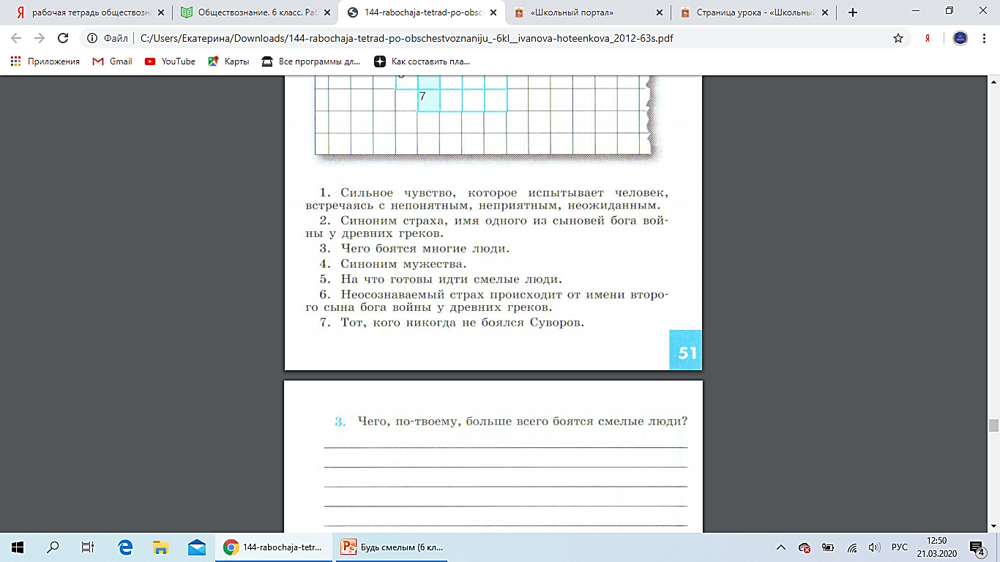 рабочая тетрадь обществозн
Обществознание. 6 класс. Раб
144-rabochaja-tetrad-po-obsc
«Школьный портал»
Страница урока - «Школьный
Файл
C:/Users/Екатерина/Downloads/144-rabochaja-tetrad-po-obschestvoznaniju_-6kl__ivanova-hoteenkova_2012-63s.pdf
Приложения
Gmail
YouTube
Карты
Все программы дл...
Как составить пла...
7
1. Сильное чувство, которое испытывает человек,
встречаясь с непонятным, неприятным, неожиданным.
2. Синоним страха, имя одного из сыновей бога вой-
ны у древних греков.
3. Чего боятся многие люди.
4. Синоним мужества.
5. На что готовы идти смелые люди.
6. Неосознаваемый страх происходит от имени второ-
го сына бога войны у древних греков.
7. Тот, кого никогда не боялся Суворов.
51
3. Чего, по-твоему, больше всего боятся смелые люди?
144-rabochaja-tetr...
Будь смелым (6 кл...
РУС
12:50
21.03.2020
4